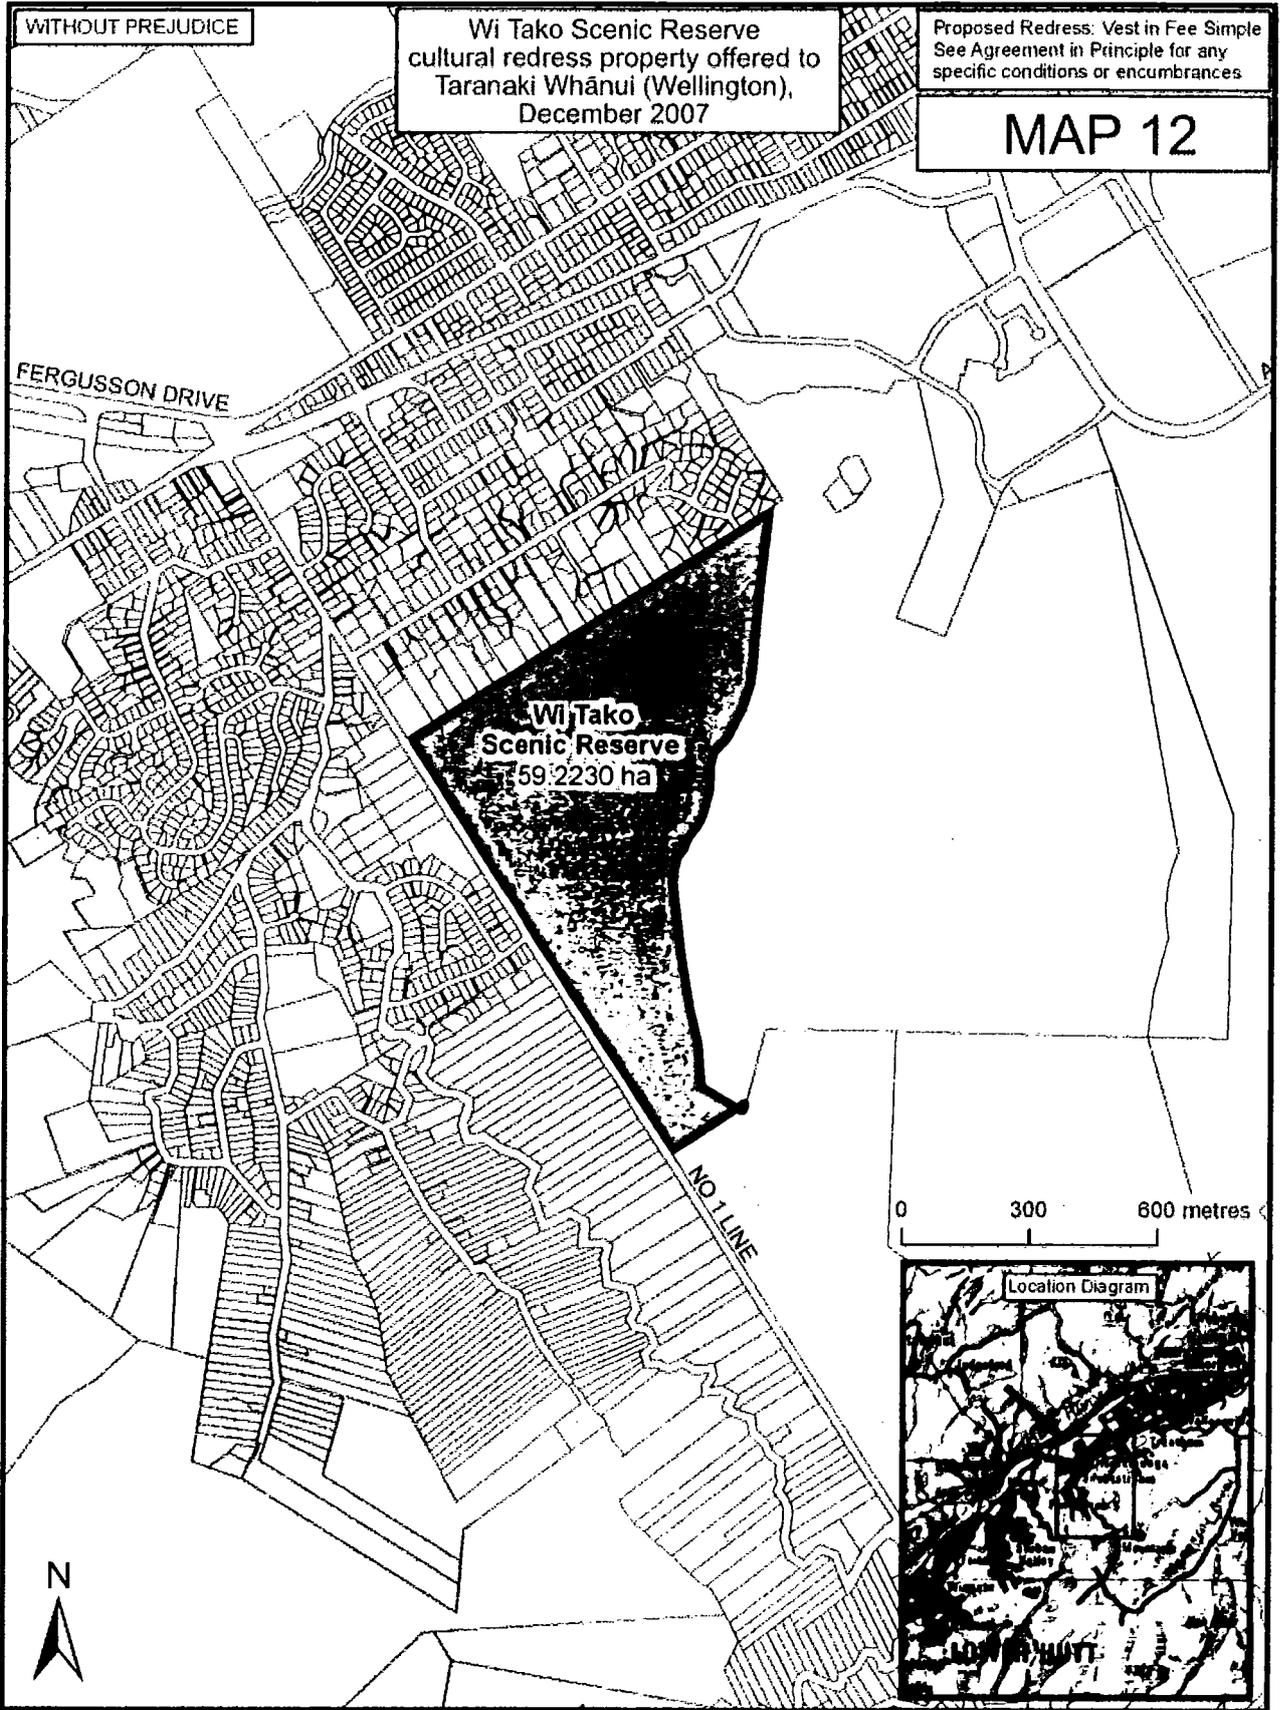 WITHOUT PREJUDICE
Wi Tako Scenic Reserve
cultural redress property offered to
Taranaki Whānui (Wellington),
December 2007
Proposed Redress: Vest in Fee Simple
See Agreement in Principle for any
specific conditions or encumbrances
MAP 12
FERGUSSON DRIVE
A
Wi Tako
Scenic Reserve
59.2230 ha
NO 1 LINE
0 300 600 metres
Location Diagram
LOWER HUTT
N